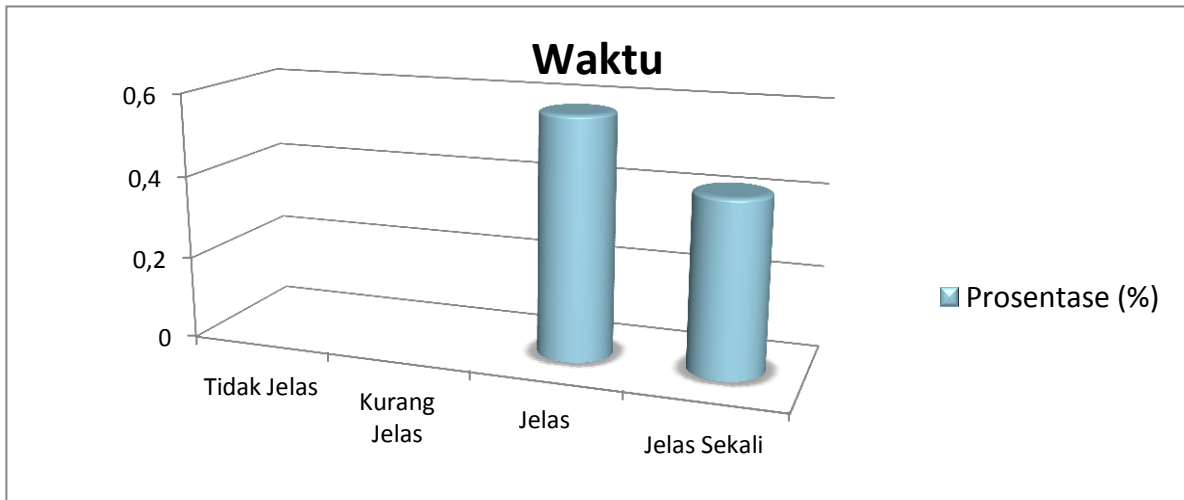 Waktu
0,6
0,4
0,2
0
Tidak Jelas
Kurang
Jelas
Jelas
Jelas Sekali
Prosentase (%)